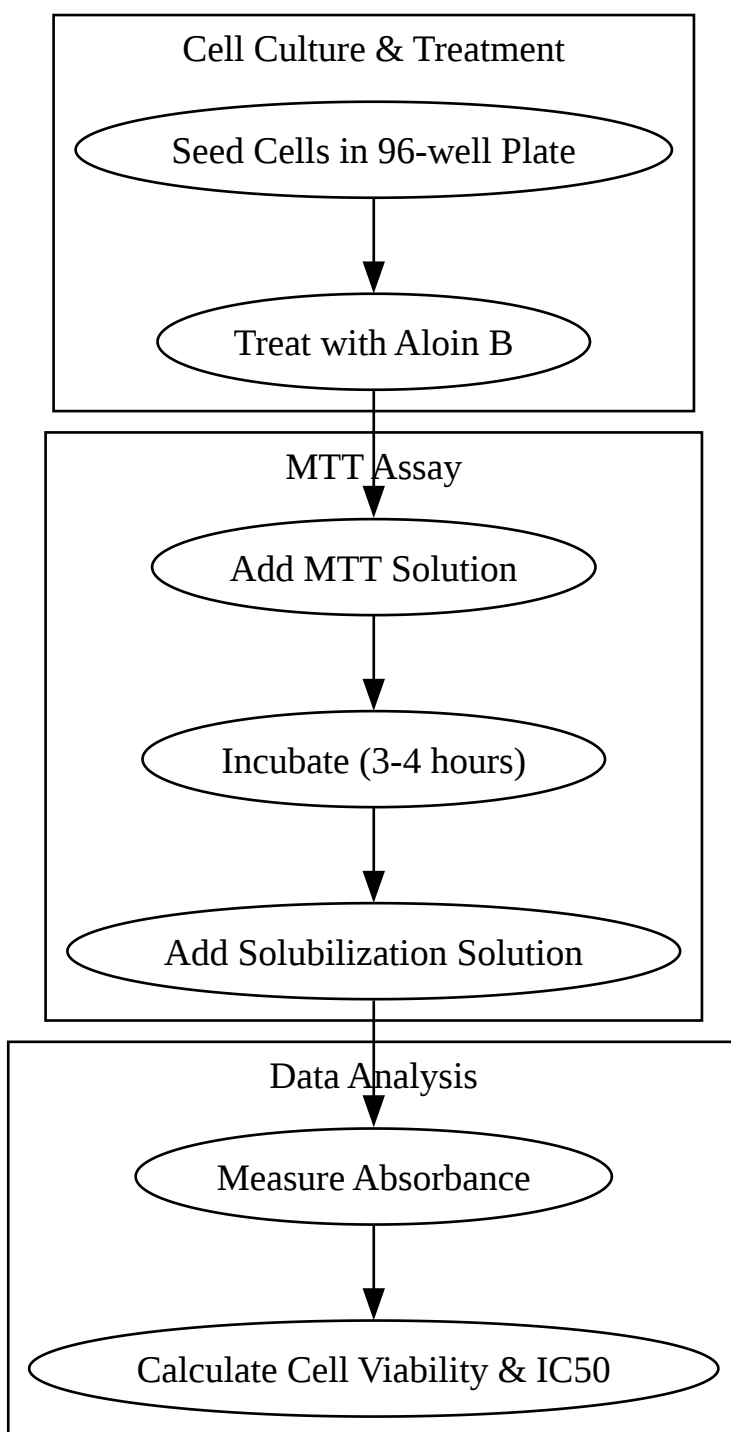 Cell Culture & Treatment
Seed Cells in 96-well Plate
Treat with Aloin B
MTT Assay
Add MTT Solution
Incubate (3-4 hours)
Add Solubilization Solution
Data Analysis
Measure Absorbance
Calculate Cell Viability & IC50